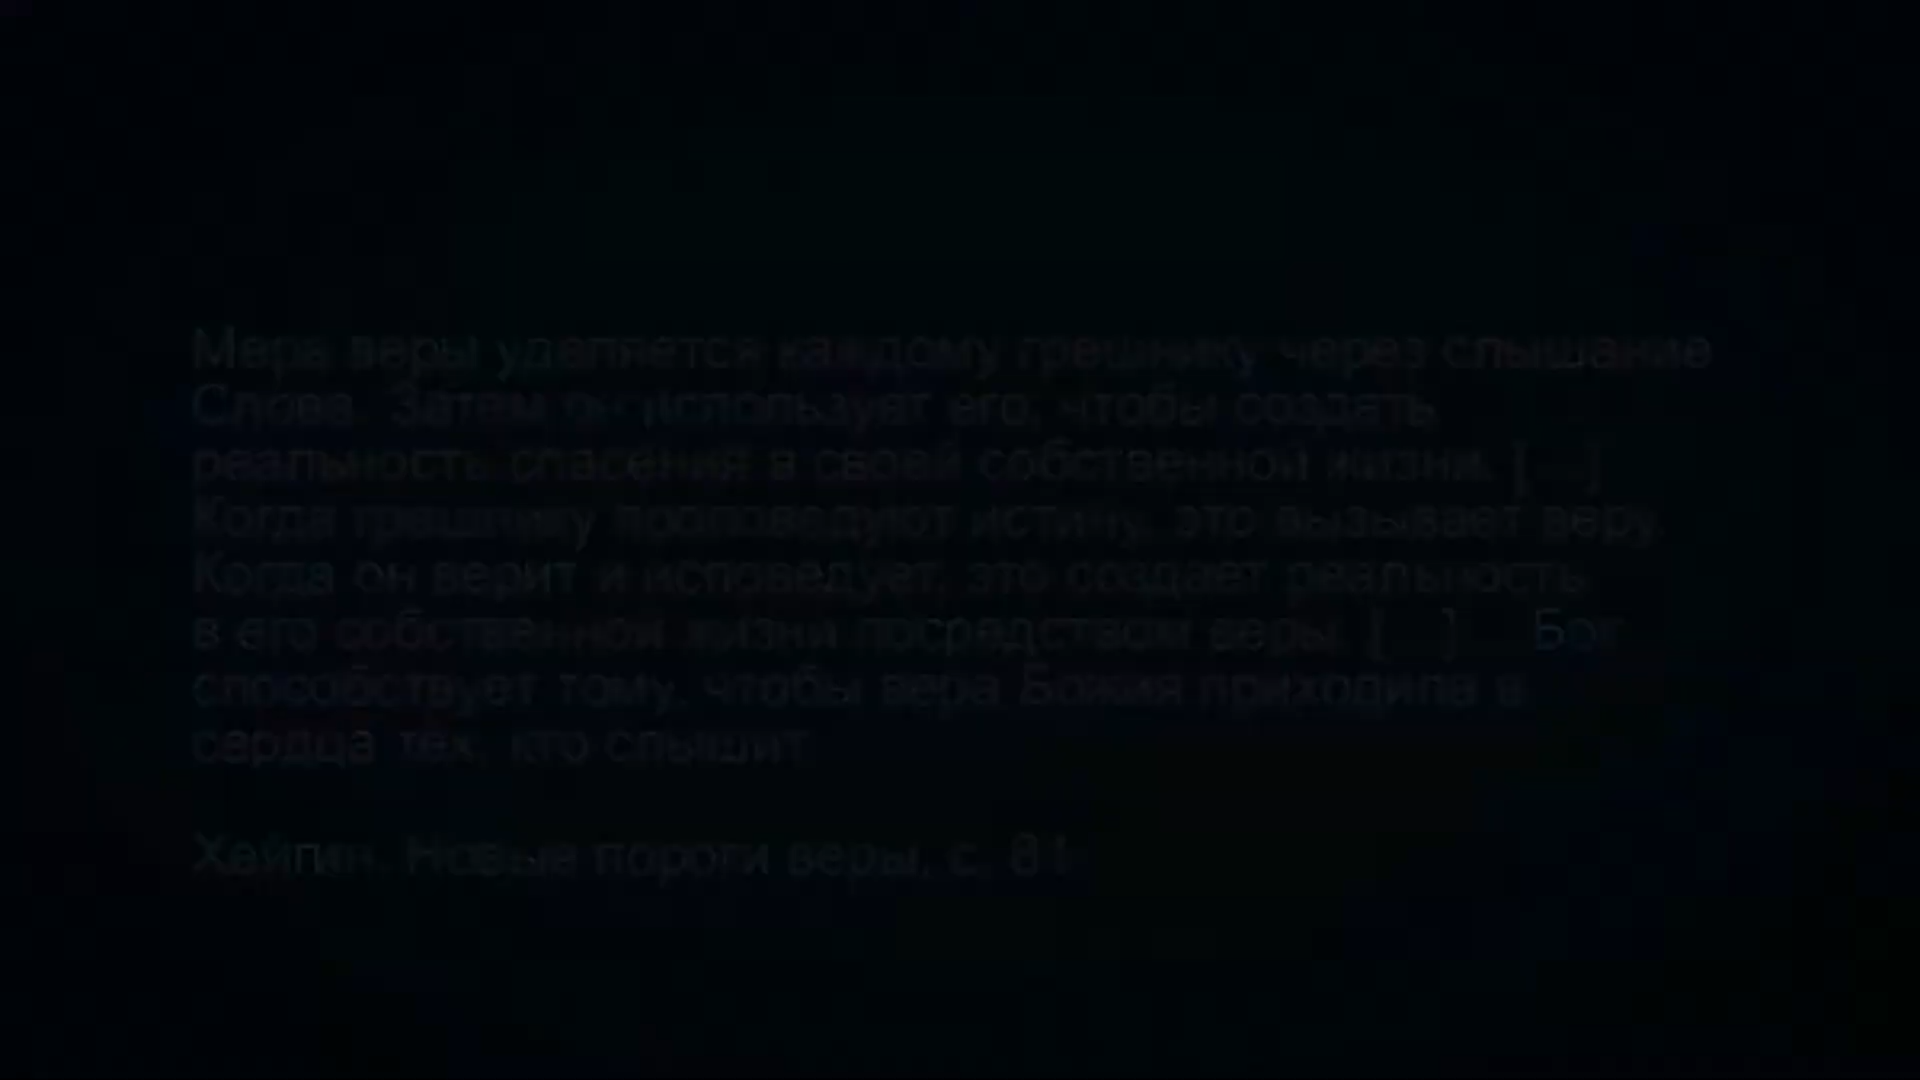 Мера веры уделяется каждому грешнику через слышание
Слова. Затем он использует его, чтобы создать
реальность спасения в своей собственной жизни. [...]
Когда грешнику проповедуют истину, это вызывает веру.
Когда он верит и исповедует, это создает реальность
в его собственной жизни посредством веры. [...] ... Бог
способствует тому, чтобы вера Божия приходила в
сердца тех, кто слышит.
Хейгин. Новые пороги веры, с. 81